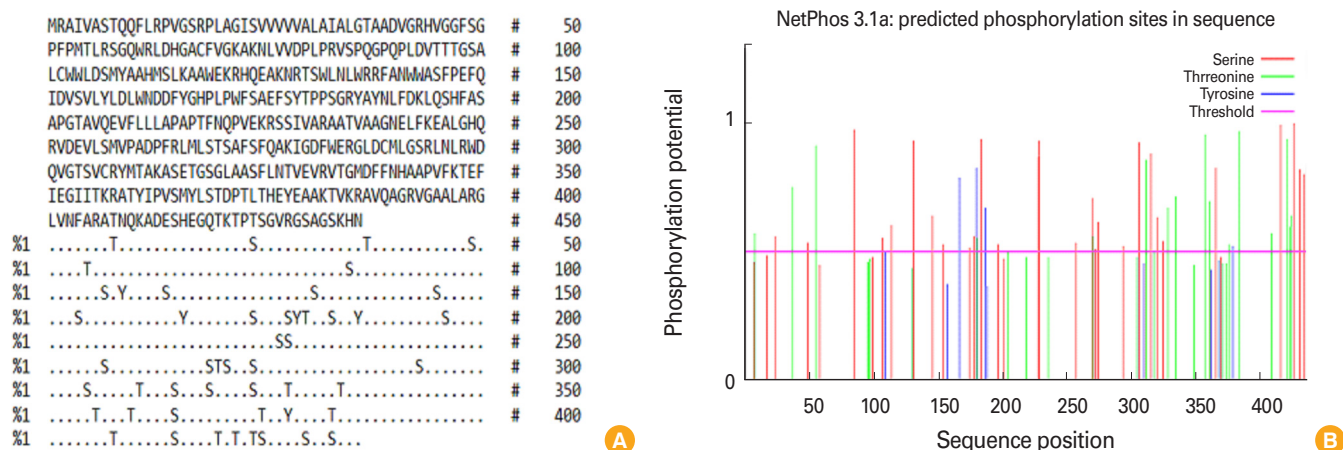 MRAIVASTQQFLRPVGSRPLAGISVVVVVALAIALGTAADVGRHVGGFSG # 50
PFPMTLRSGQWRLDHGACFVGKAKNLVVDPLPRVSPQGPQPLDVTTTGSA # 100
LCWWLDSMYAAHMSLKAAWEKRHQEAKNRTSWLNLWRRFANWWASFPEFQ # 150
IDVSVLYLDLWNDDFYGHPLPWFSAEFSYTPPSGRYAYNLFDKLQSHFAS # 200
APGTAVQEVFLLLAPAPTFNQPVEKRSSIVARAATVAAGNELFKEALGHQ # 250
RVDEVLSMVPADPFRLMLSTSAFSFQAKIGDFWERGLDCMLGSRLNLRWD # 300
QVGTSVCRYMTAKASETGSGLAASFLNTVEVRVTGMDFFNHAAPVFKTEF # 350
IEGIITKRATYIPVSMYLSTDPTLTHEYEAAKTVKRAVQAGRVGAALARG # 400
LVNFARATNQKADESHEGQTKTPTSGVRGSAGSKHN # 450
%1 .......T...............S............T...........S. # 50
%1 ....T.............................S............... # 100
%1 ......S.Y....S................S.............S..... # 150
%1 ...S...........Y.......S...SYT..S..Y.........S.... # 200
%1 ..........................SS...................... # 250
%1 ......S...........STS..S..................S....... # 300
%1 ....S.....T...S...S....S...T.....T................ # 350
%1 .....T...T....S.........T..Y....T................. # 400
%1 .......T......S....T.T.TS....S..S...
A
NetPhos 3.1a: predicted phosphorylation sites in sequence
Serine
Thrreonine
Tyrosine
Threshold
Phosphorylation potential
1
0
50 100 150 200 250 300 350 400
Sequence position
B